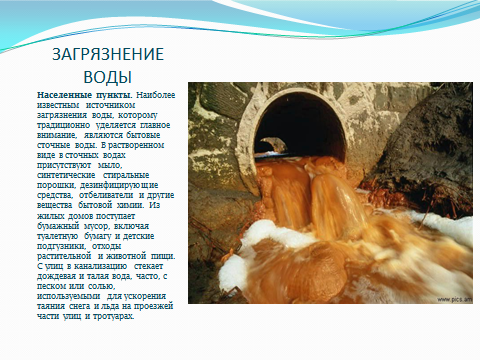 ЗАГРЯЗНЕНИЕ
ВОДЫ
Населенные пункты. Наиболее
известным источником
загрязнения воды, которому
традиционно уделяется главное
внимание, являются бытовые
сточные воды. В растворенном
виде в сточных водах
присутствуют мыло,
синтетические стиральные
порошки, дезинфицирующие
средства, отбеливатели и другие
вещества бытовой химии. Из
жилых домов поступает
бумажный мусор, включая
туалетную бумагу и детские
подгузники, отходы
растительной и животной пищи.
С улиц в канализацию стекает
дождевая и талая вода, часто, с
песком или солью,
используемыми для ускорения
таяния снега и льда на проезжей
части улиц и тротуарах.
www.pics.am